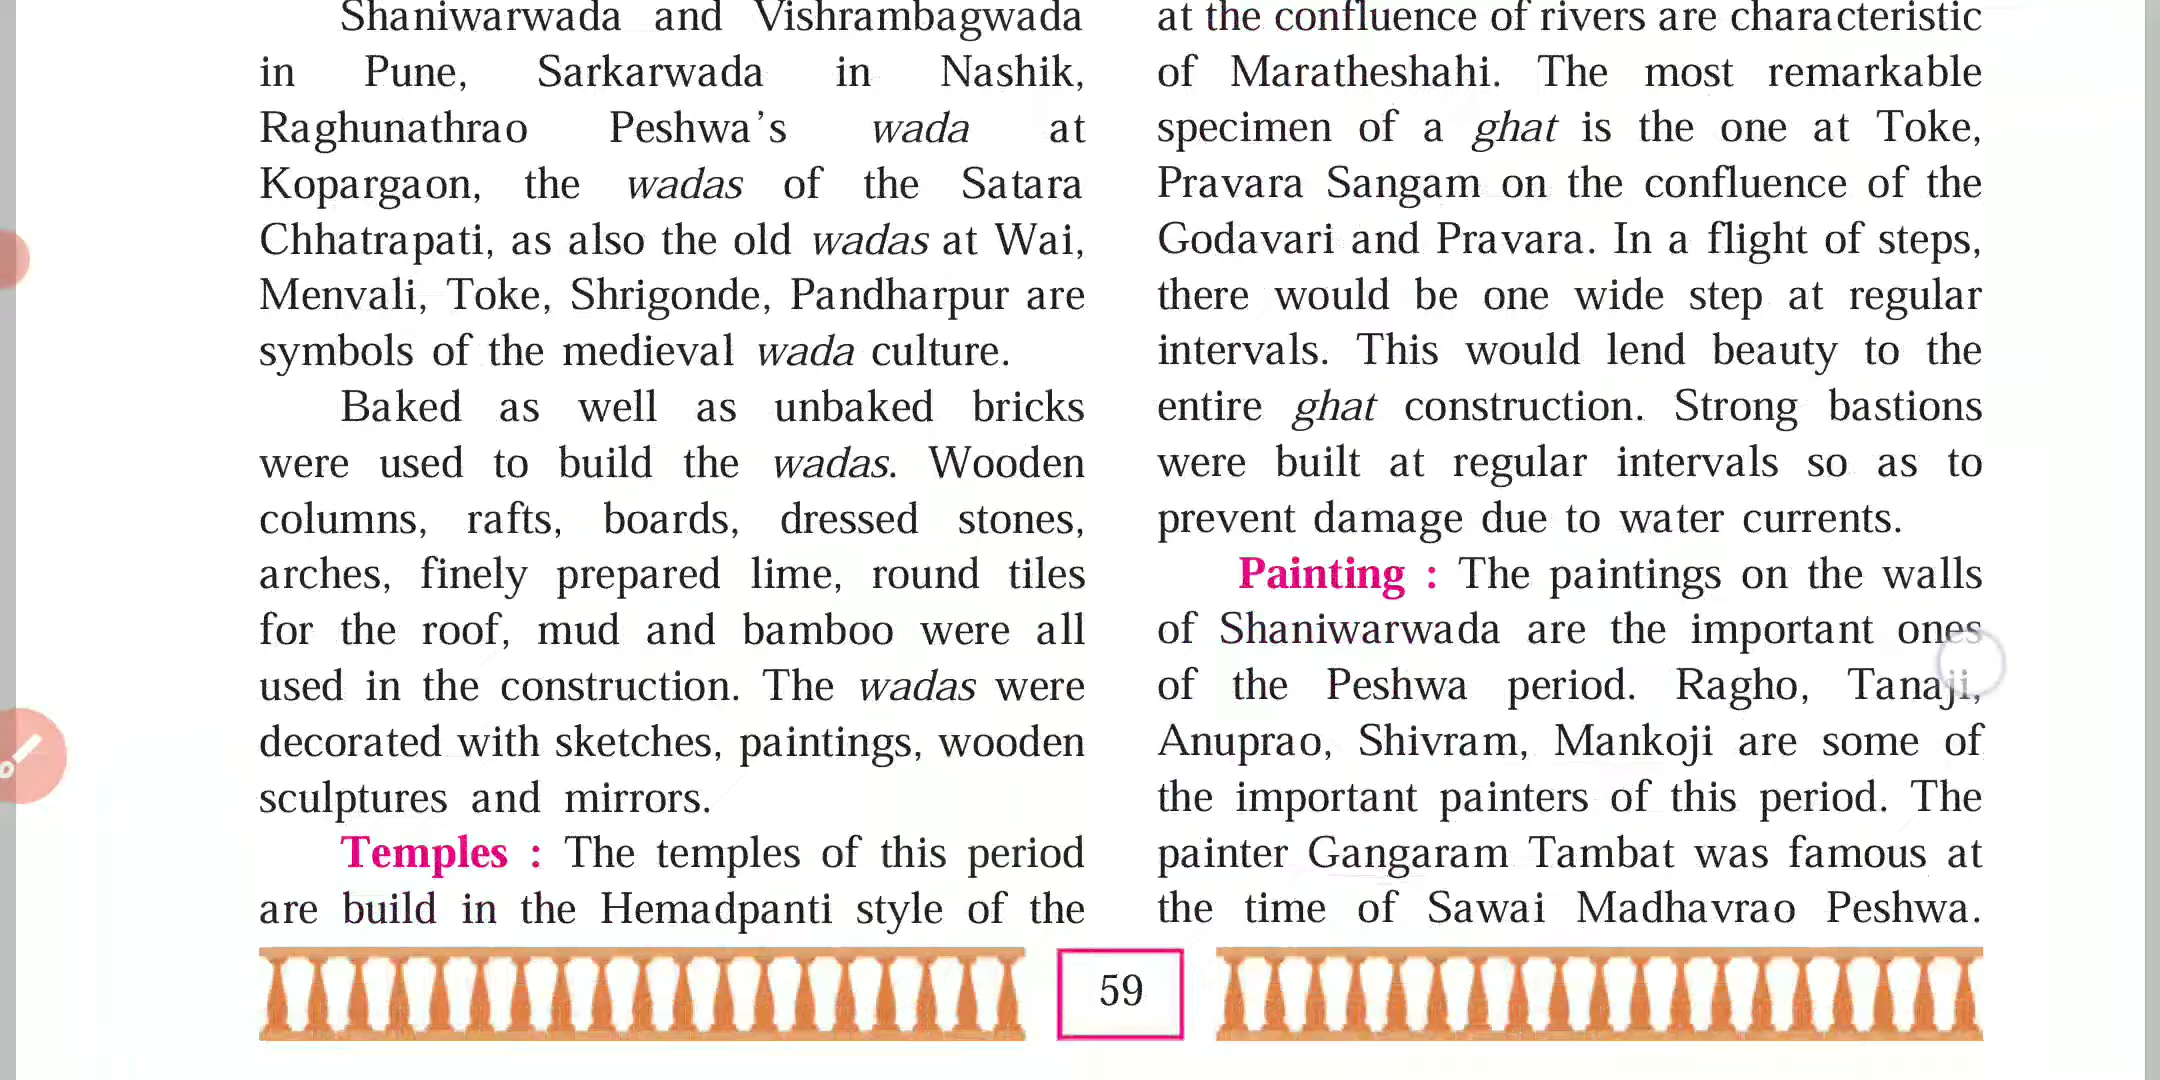 Shaniwarwada and Vishrambagwada
in Pune, Sarkarwada in Nashik,
Raghunathrao Peshwa’s wada at
Kopargaon, the wadas of the Satara
Chhatrapati, as also the old wadas at Wai,
Menvali, Toke, Shrigonde, Pandharpur are
symbols of the medieval wada culture.
Baked as well as unbaked bricks
were used to build the wadas. Wooden
columns, rafts, boards, dressed stones,
arches, finely prepared lime, round tiles
for the roof, mud and bamboo were all
used in the construction. The wadas were
decorated with sketches, paintings, wooden
sculptures and mirrors.
Temples : The temples of this period
are build in the Hemadpanti style of the
at the confluence of rivers are characteristic
of Maratheshahi. The most remarkable
specimen of a ghat is the one at Toke,
Pravara Sangam on the confluence of the
Godavari and Pravara. In a flight of steps,
there would be one wide step at regular
intervals. This would lend beauty to the
entire ghat construction. Strong bastions
were built at regular intervals so as to
prevent damage due to water currents.
Painting : The paintings on the walls
of Shaniwarwada are the important ones
of the Peshwa period. Ragho, Tanaji,
Anuprao, Shivram, Mankoji are some of
the important painters of this period. The
painter Gangaram Tambat was famous at
the time of Sawai Madhavrao Peshwa.
59